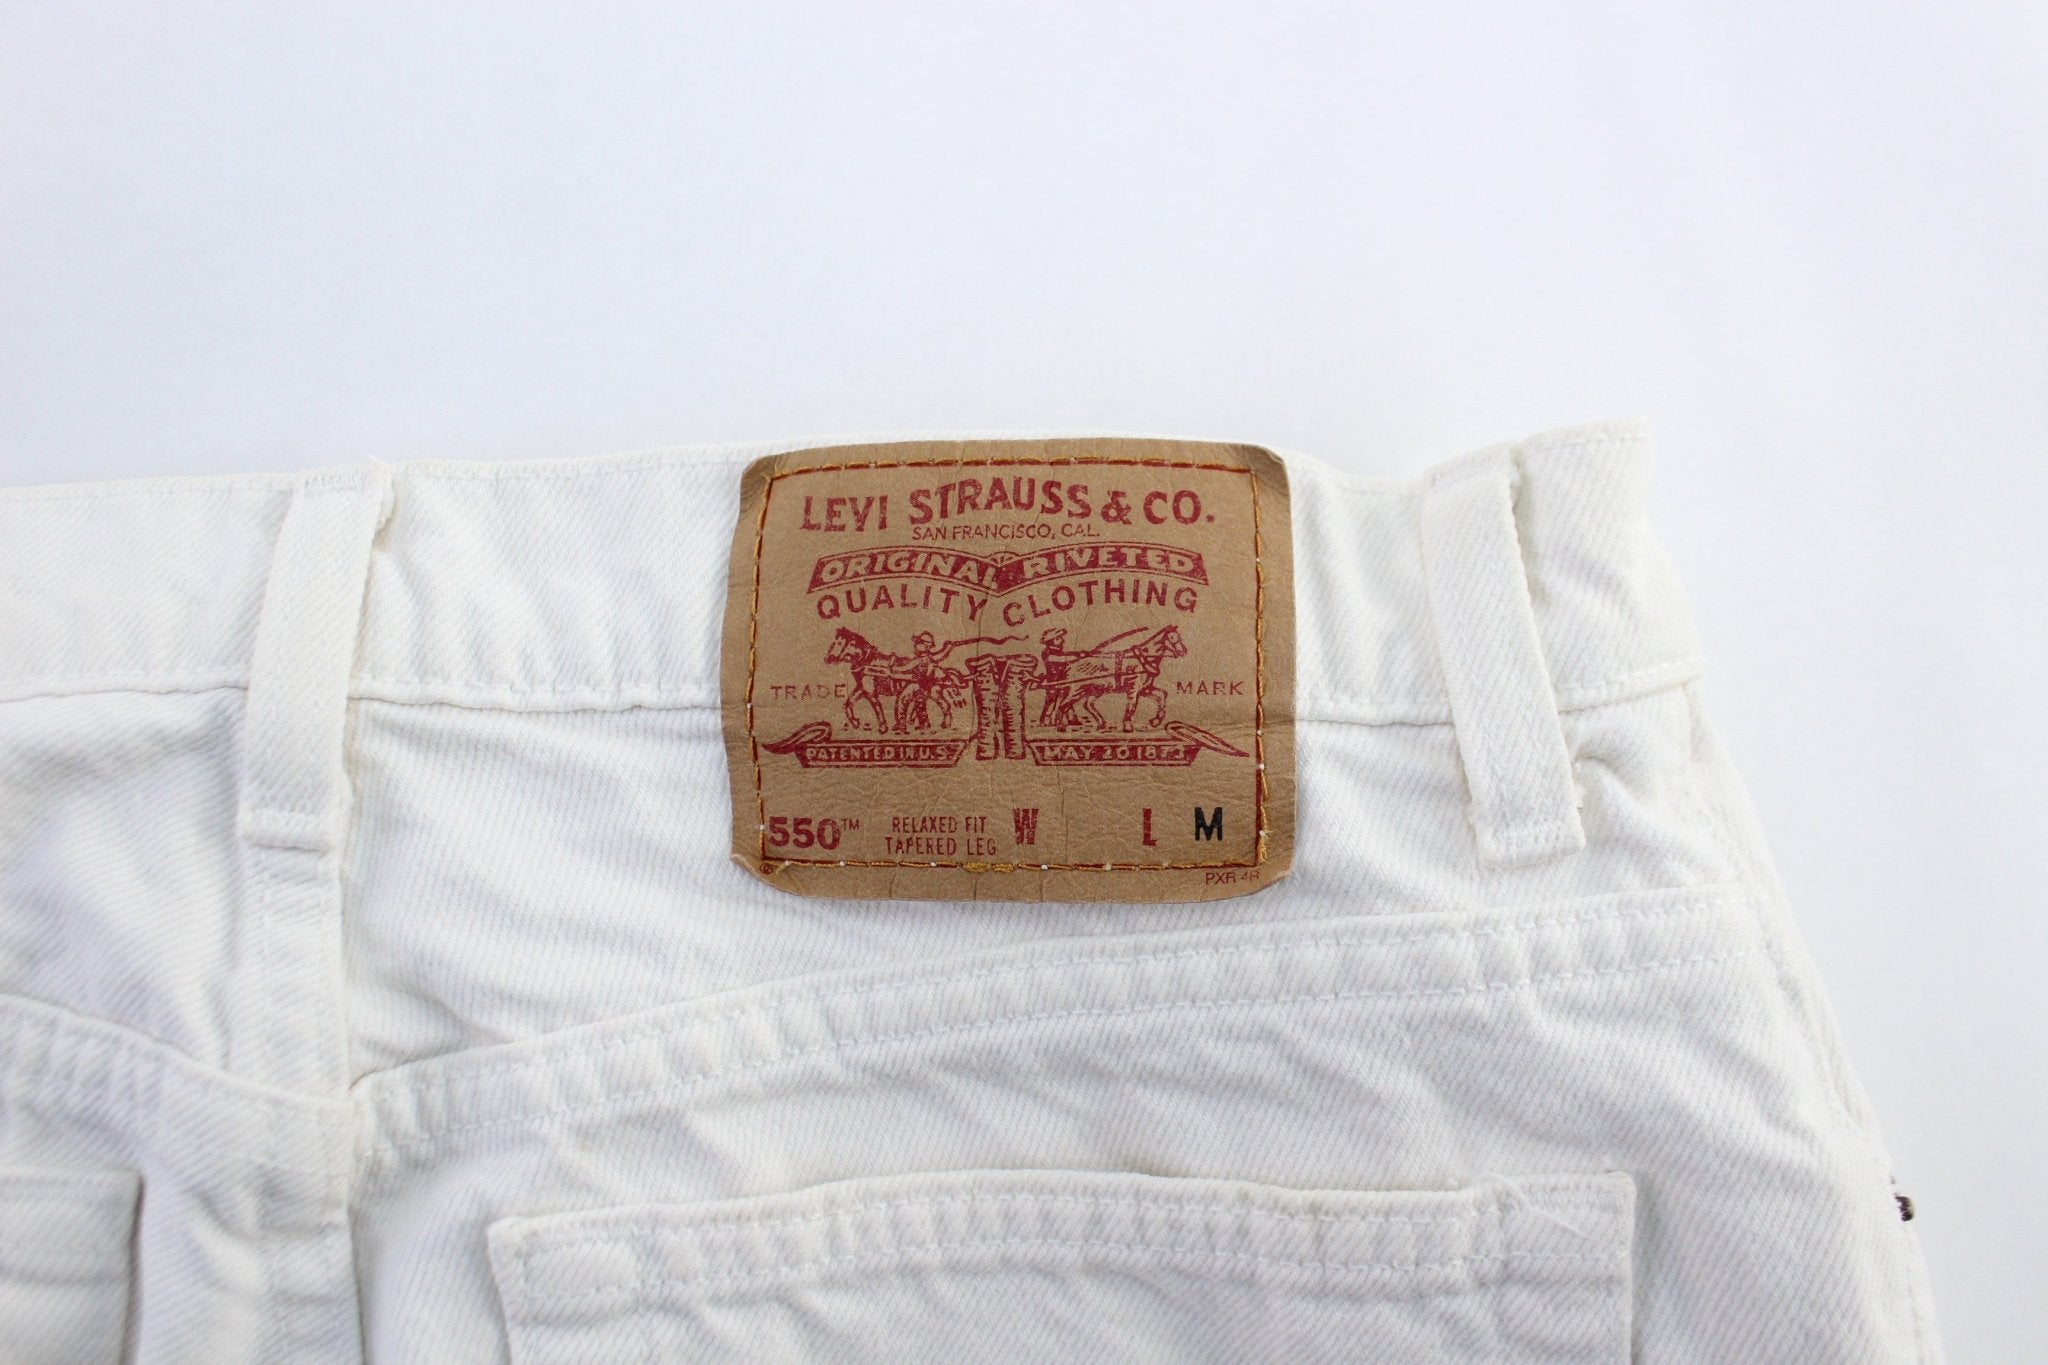 LEVI STRAUSS & CO.
SAN FRANCISCO, CAL.
ORIGINAL RIVETED
QUALITY CLOTHING
TRADE MARK
PATENTED IN U.S. MAY 20 1873
550™ RELAXED FIT W L M
TAPERED LEG
® PXR